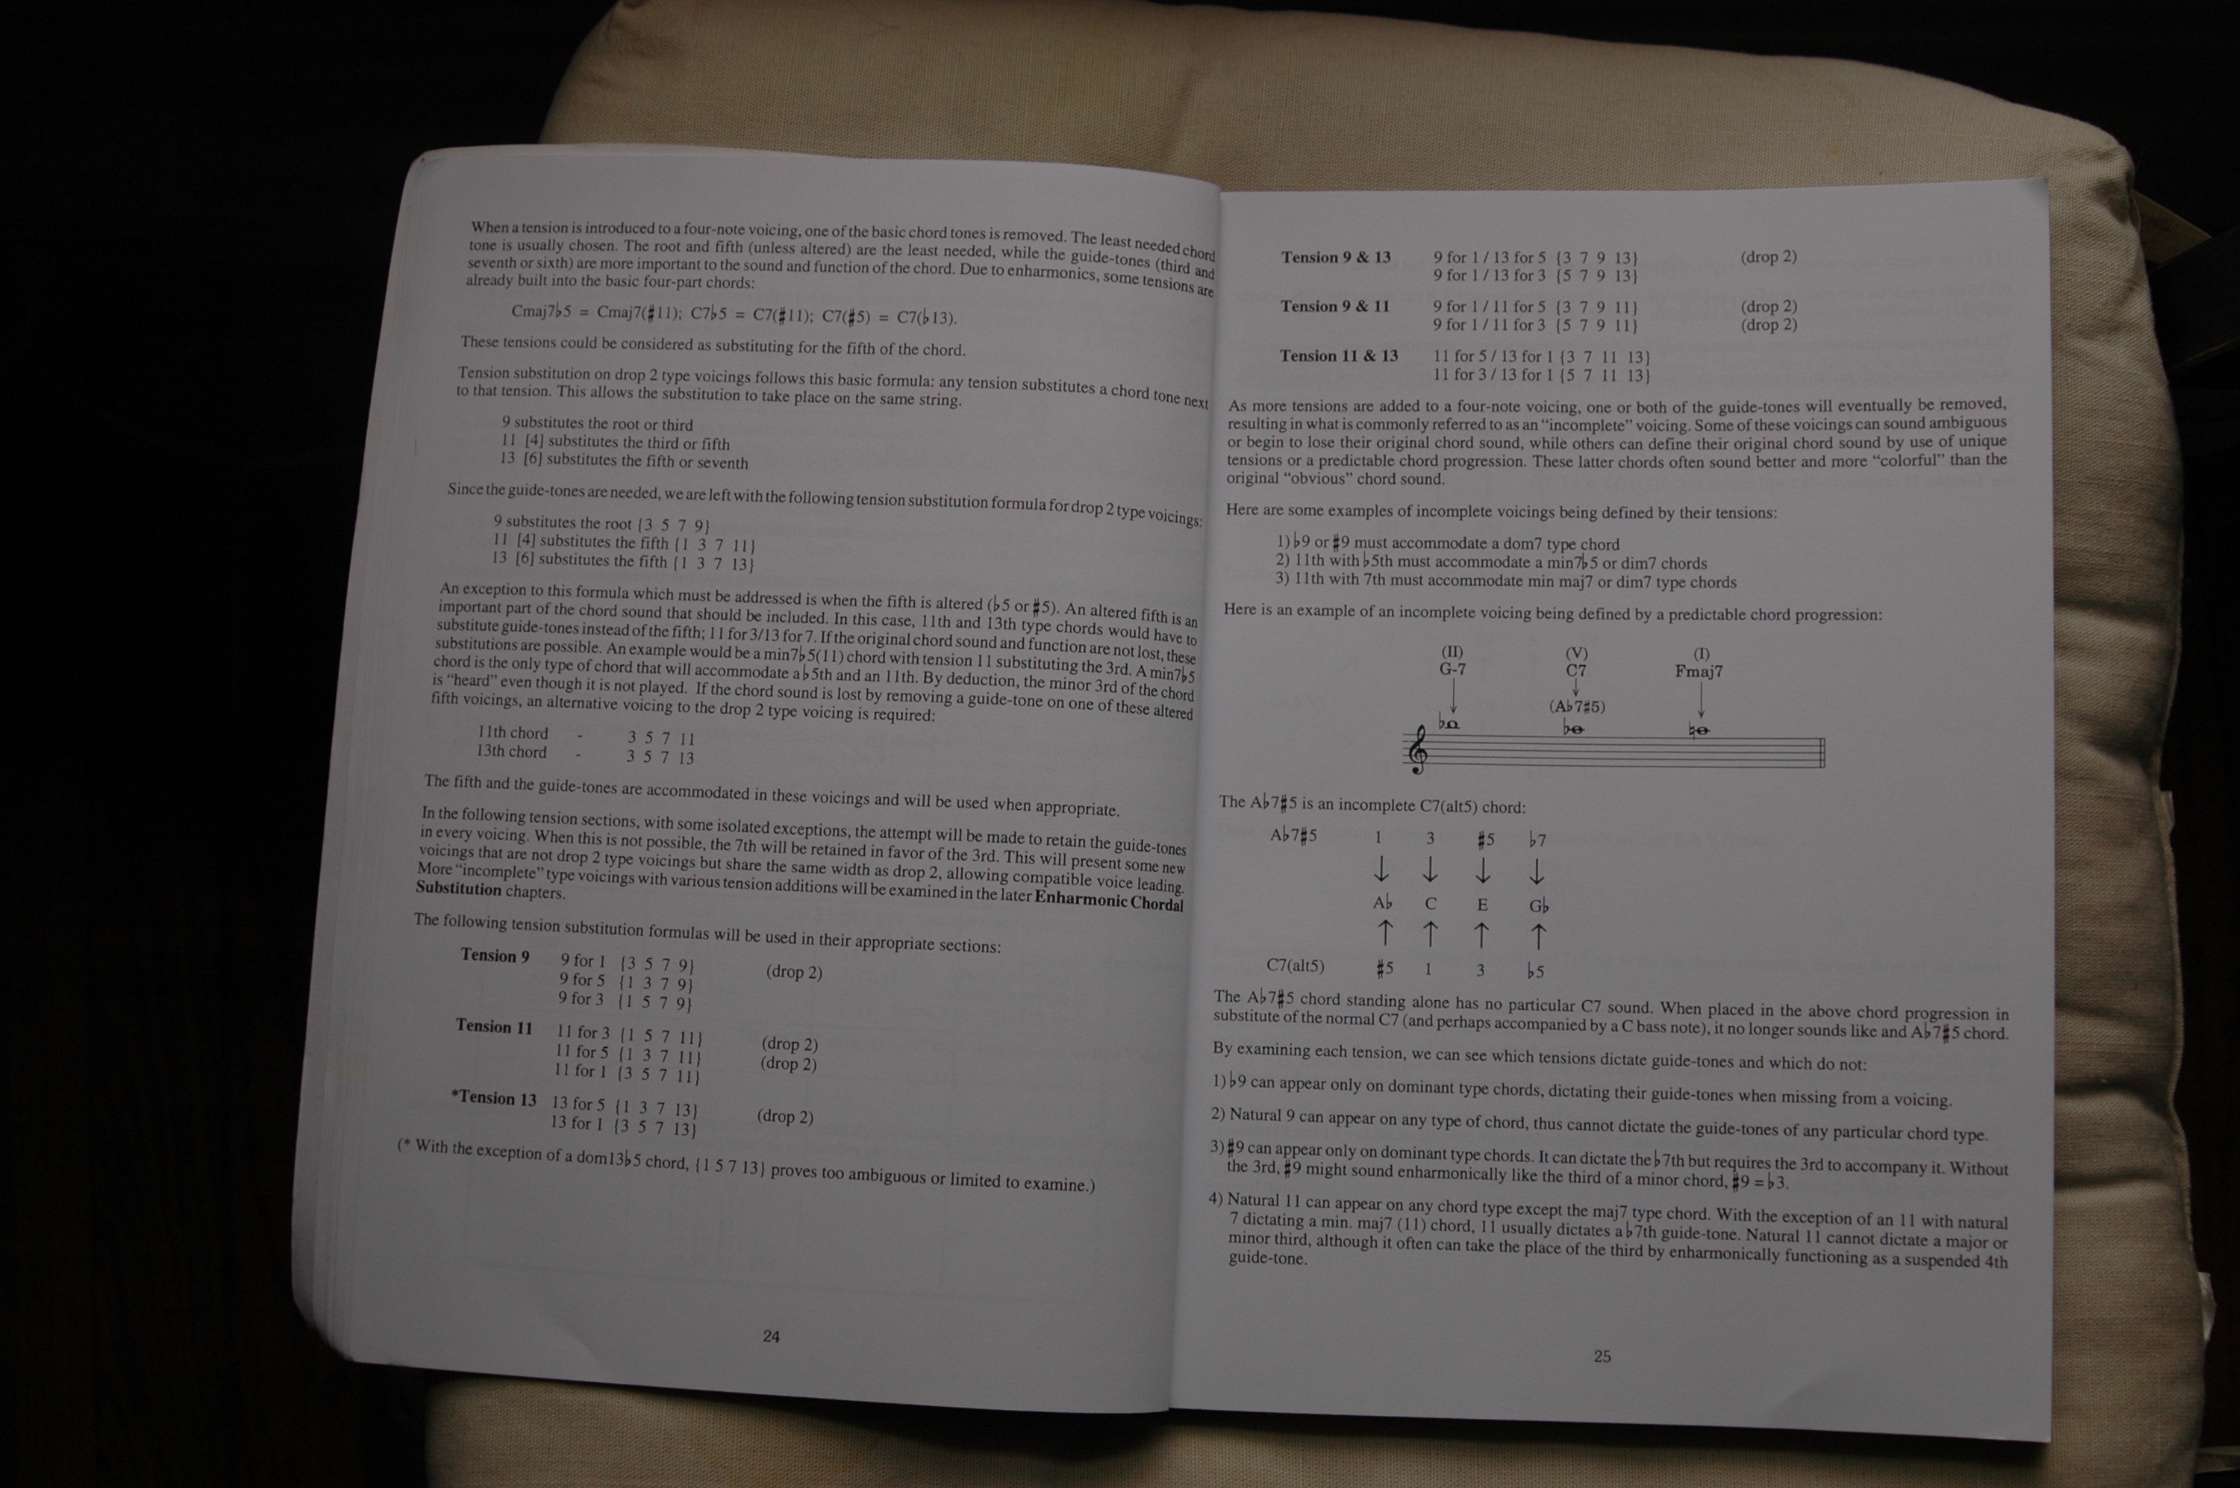 When a tension is introduced to a four-note voicing, one of the basic chord tones is removed. The least needed chord
tone is usually chosen. The root and fifth (unless altered) are the least needed, while the guide-tones (third and
seventh or sixth) are more important to the sound and function of the chord. Due to enharmonics, some tensions are
already built into the basic four-part chords:
Cmaj7♭5 = Cmaj7(♯11); C7♭5 = C7(♯11); C7(♯5) = C7(♭13).
These tensions could be considered as substituting for the fifth of the chord.
Tension substitution on drop 2 type voicings follows this basic formula: any tension substitutes a chord tone next
to that tension. This allows the substitution to take place on the same string.
9 substitutes the root or third
11 [4] substitutes the third or fifth
13 [6] substitutes the fifth or seventh
Since the guide-tones are needed, we are left with the following tension substitution formula for drop 2 type voicings:
9 substitutes the root {3 5 7 9}
11 [4] substitutes the fifth {1 3 7 11}
13 [6] substitutes the fifth {1 3 7 13}
An exception to this formula which must be addressed is when the fifth is altered (♭5 or ♯5). An altered fifth is an
important part of the chord sound that should be included. In this case, 11th and 13th type chords would have to
substitute guide-tones instead of the fifth; 11 for 3/13 for 7. If the original chord sound and function are not lost, these
substitutions are possible. An example would be a min7♭5(11) chord with tension 11 substituting the 3rd. A min7♭5
chord is the only type of chord that will accommodate a ♭5th and an 11th. By deduction, the minor 3rd of the chord
is "heard" even though it is not played. If the chord sound is lost by removing a guide-tone on one of these altered
fifth voicings, an alternative voicing to the drop 2 type voicing is required:
11th chord - 3 5 7 11
13th chord - 3 5 7 13
The fifth and the guide-tones are accommodated in these voicings and will be used when appropriate.
In the following tension sections, with some isolated exceptions, the attempt will be made to retain the guide-tones
in every voicing. When this is not possible, the 7th will be retained in favor of the 3rd. This will present some new
voicings that are not drop 2 type voicings but share the same width as drop 2, allowing compatible voice leading.
More "incomplete" type voicings with various tension additions will be examined in the later Enharmonic Chordal
Substitution chapters.
The following tension substitution formulas will be used in their appropriate sections:
Tension 9 9 for 1 {3 5 7 9} (drop 2)
9 for 5 {1 3 7 9}
9 for 3 {1 5 7 9}
Tension 11 11 for 3 {1 5 7 11} (drop 2)
11 for 5 {1 3 7 11} (drop 2)
11 for 1 {3 5 7 11}
*Tension 13 13 for 5 {1 3 7 13} (drop 2)
13 for 1 {3 5 7 13}
(* With the exception of a dom13♭5 chord, {1 5 7 13} proves too ambiguous or limited to examine.)
24
Tension 9 & 13 9 for 1 / 13 for 5 {3 7 9 13} (drop 2)
9 for 1 / 13 for 3 {5 7 9 13}
Tension 9 & 11 9 for 1 / 11 for 5 {3 7 9 11} (drop 2)
9 for 1 / 11 for 3 {5 7 9 11} (drop 2)
Tension 11 & 13 11 for 5 / 13 for 1 {3 7 11 13}
11 for 3 / 13 for 1 {5 7 11 13}
As more tensions are added to a four-note voicing, one or both of the guide-tones will eventually be removed,
resulting in what is commonly referred to as an "incomplete" voicing. Some of these voicings can sound ambiguous
or begin to lose their original chord sound, while others can define their original chord sound by use of unique
tensions or a predictable chord progression. These latter chords often sound better and more "colorful" than the
original "obvious" chord sound.
Here are some examples of incomplete voicings being defined by their tensions:
1) ♭9 or ♯9 must accommodate a dom7 type chord
2) 11th with ♭5th must accommodate a min7♭5 or dim7 chords
3) 11th with 7th must accommodate min maj7 or dim7 type chords
Here is an example of an incomplete voicing being defined by a predictable chord progression:
(II) (V) (I)
G-7 C7 Fmaj7
(A♭7♯5)
The A♭7♯5 is an incomplete C7(alt5) chord:
A♭7♯5 1 3 ♯5 ♭7
↓ ↓ ↓ ↓
A♭ C E G♭
↑ ↑ ↑ ↑
C7(alt5) ♯5 1 3 ♭5
The A♭7♯5 chord standing alone has no particular C7 sound. When placed in the above chord progression in
substitute of the normal C7 (and perhaps accompanied by a C bass note), it no longer sounds like and A♭7♯5 chord.
By examining each tension, we can see which tensions dictate guide-tones and which do not:
1) ♭9 can appear only on dominant type chords, dictating their guide-tones when missing from a voicing.
2) Natural 9 can appear on any type of chord, thus cannot dictate the guide-tones of any particular chord type.
3) ♯9 can appear only on dominant type chords. It can dictate the ♭7th but requires the 3rd to accompany it. Without
the 3rd, ♯9 might sound enharmonically like the third of a minor chord, ♯9 = ♭3.
4) Natural 11 can appear on any chord type except the maj7 type chord. With the exception of an 11 with natural
7 dictating a min. maj7 (11) chord, 11 usually dictates a ♭7th guide-tone. Natural 11 cannot dictate a major or
minor third, although it often can take the place of the third by enharmonically functioning as a suspended 4th
guide-tone.
25